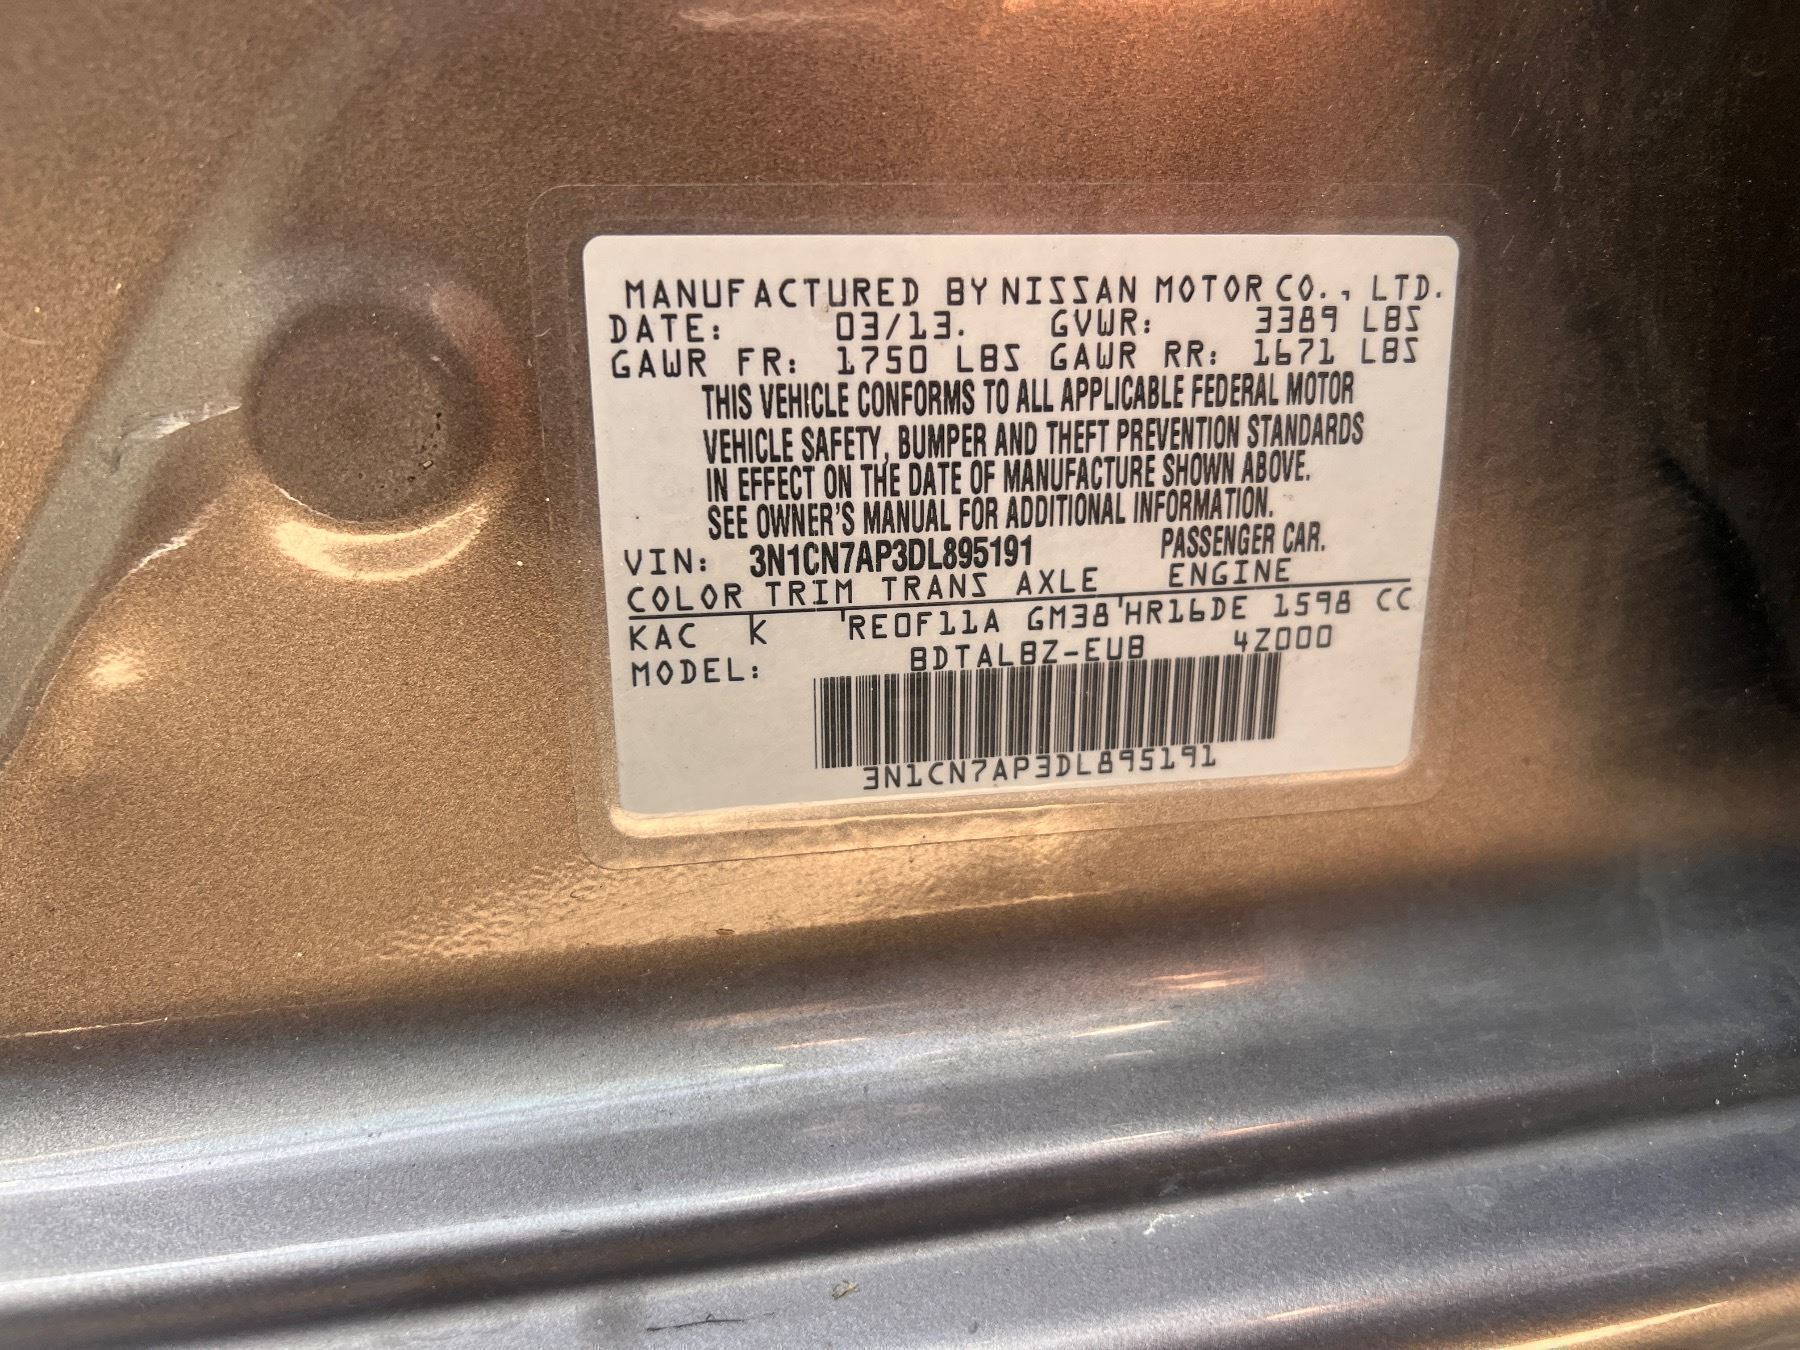 MANUFACTURED BY NISSAN MOTOR CO., LTD.
DATE: 03/13. GVWR: 3389 LBS
GAWR FR: 1750 LBS GAWR RR: 1671 LBS
THIS VEHICLE CONFORMS TO ALL APPLICABLE FEDERAL MOTOR
VEHICLE SAFETY, BUMPER AND THEFT PREVENTION STANDARDS
IN EFFECT ON THE DATE OF MANUFACTURE SHOWN ABOVE.
SEE OWNER'S MANUAL FOR ADDITIONAL INFORMATION.
VIN: 3N1CN7AP3DL895191 PASSENGER CAR.
COLOR TRIM TRANS AXLE ENGINE
KAC K RE0F11A GM38 HR16DE 1598 CC
MODEL: BDTALBZ-EUB 4Z000
3N1CN7AP3DL895191